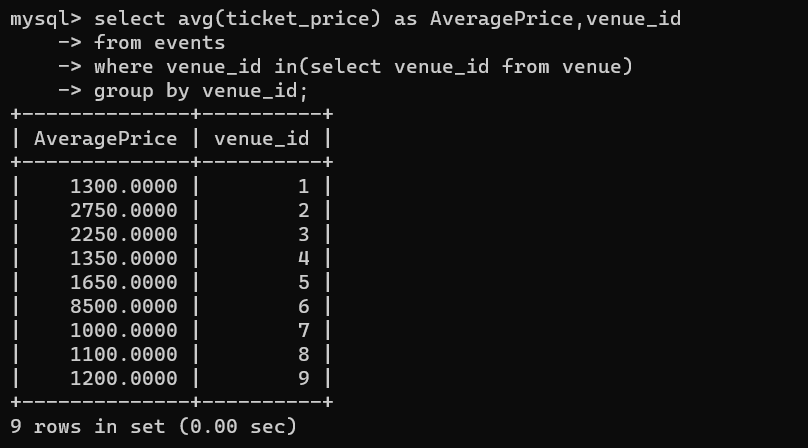 mysql> select avg(ticket_price) as AveragePrice,venue_id
    -> from events
    -> where venue_id in(select venue_id from venue)
    -> group by venue_id;
+--------------+----------+
| AveragePrice | venue_id |
+--------------+----------+
|    1300.0000 |        1 |
|    2750.0000 |        2 |
|    2250.0000 |        3 |
|    1350.0000 |        4 |
|    1650.0000 |        5 |
|    8500.0000 |        6 |
|    1000.0000 |        7 |
|    1100.0000 |        8 |
|    1200.0000 |        9 |
+--------------+----------+
9 rows in set (0.00 sec)